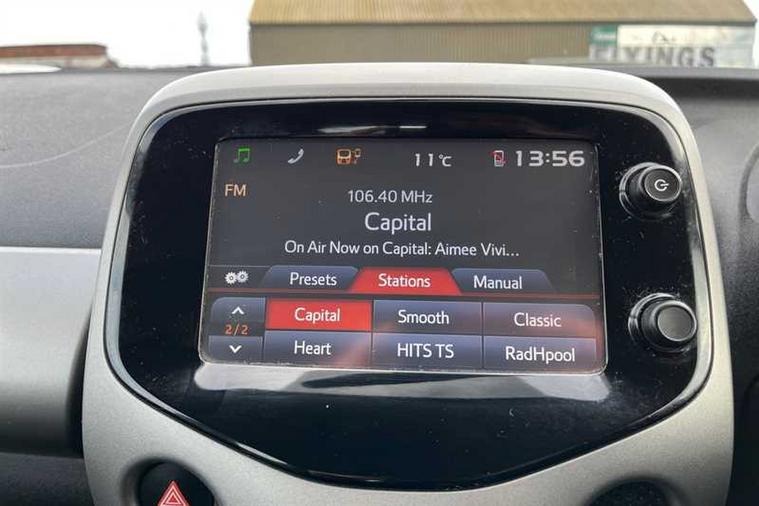 11°C 13:56
FM
106.40 MHz
Capital
On Air Now on Capital: Aimee Vivi...
Presets Stations Manual
Capital Smooth Classic
2/2
Heart HITS TS RadHpool